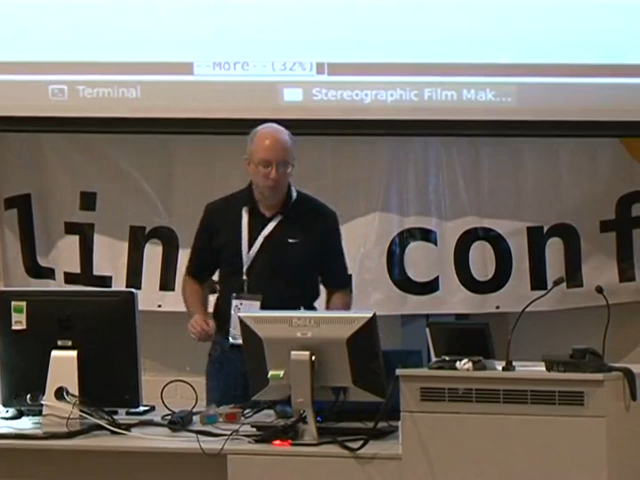 --More--(32%)
Terminal
Stereographic Film Mak...
lin
.conf
DELL